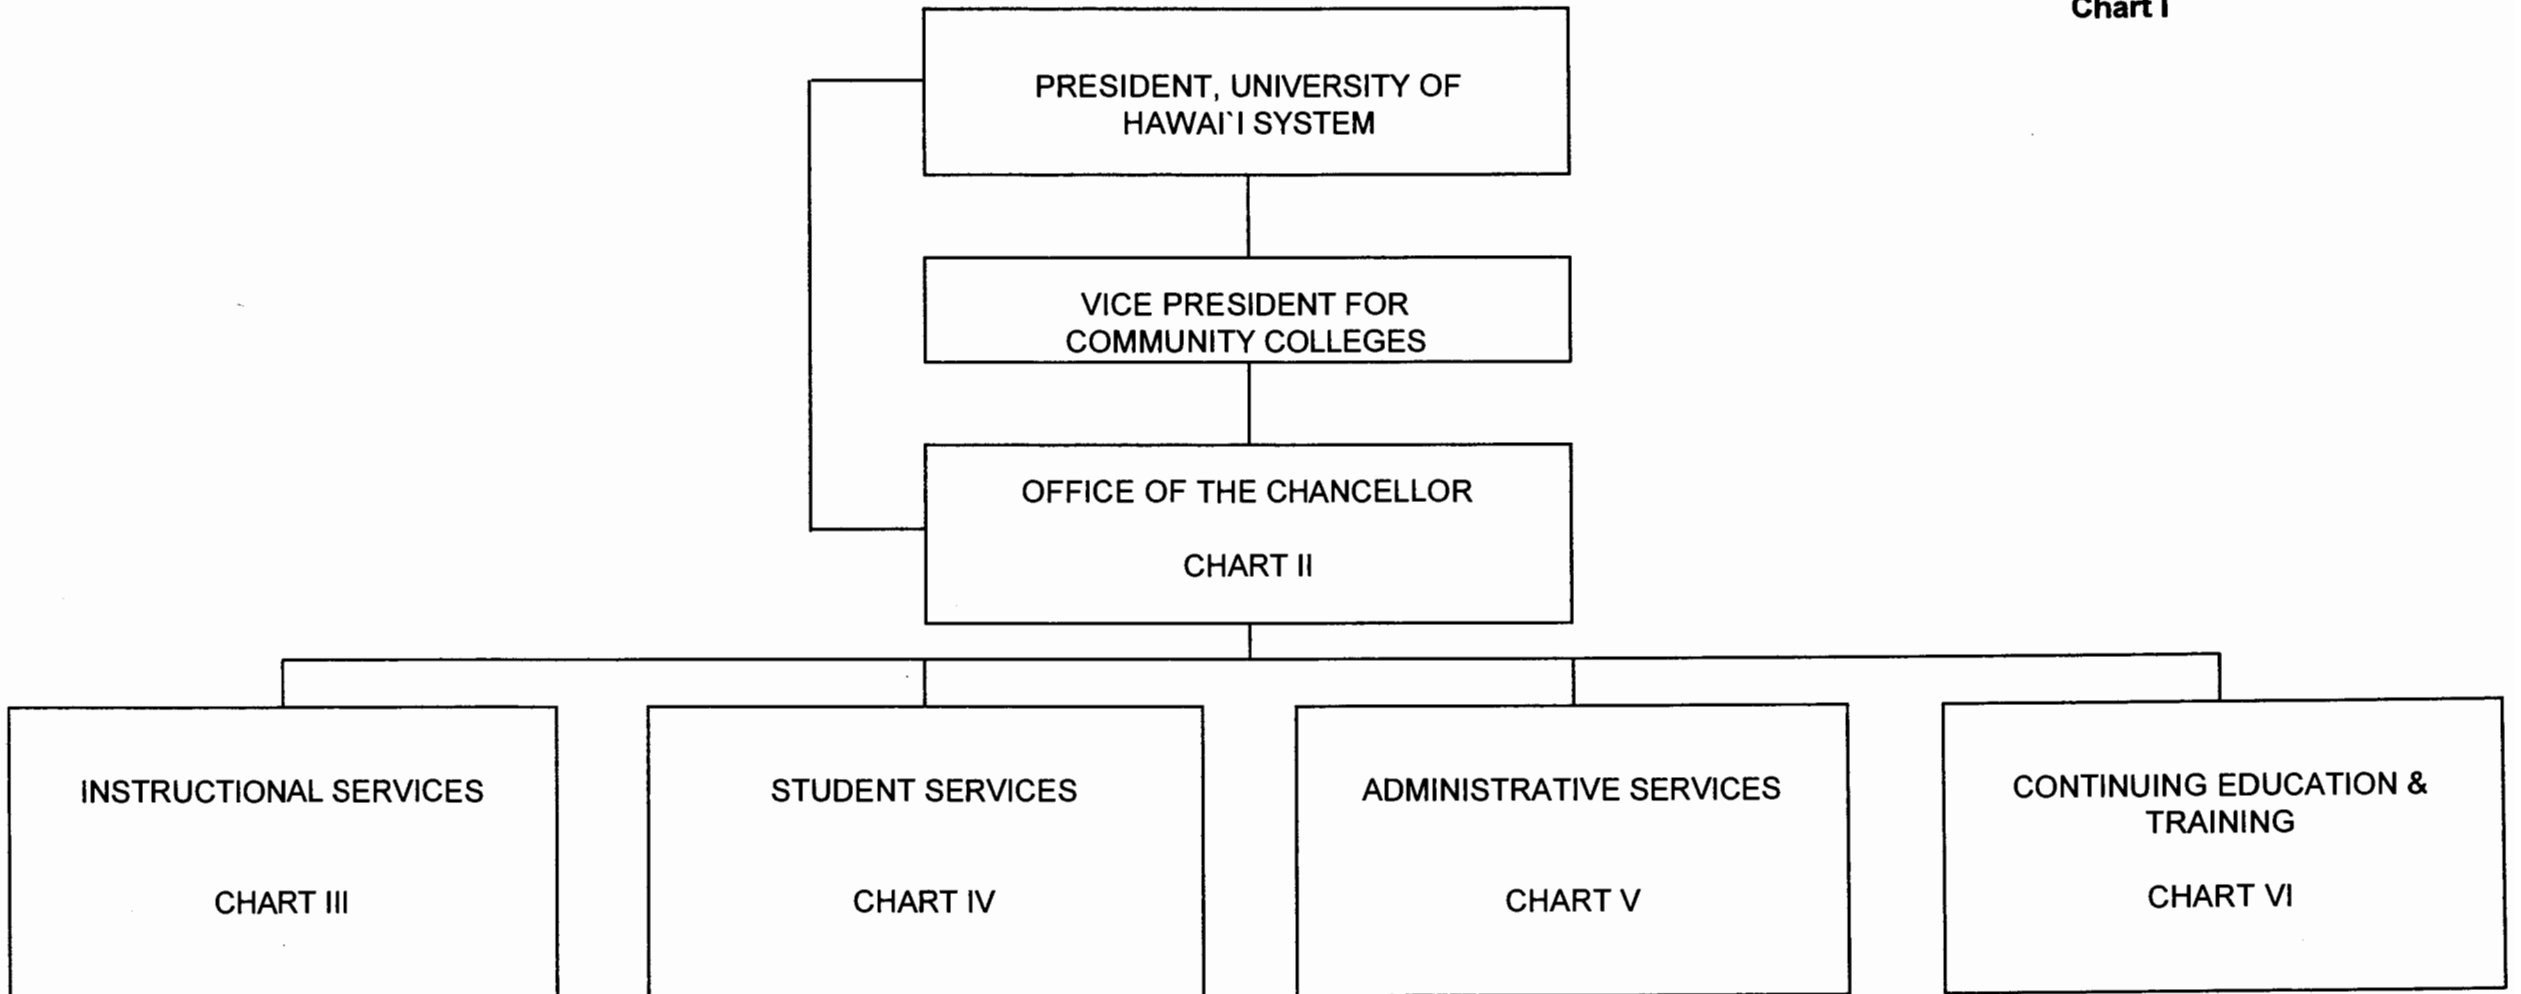 Chart I
PRESIDENT, UNIVERSITY OF
HAWAI`I SYSTEM
VICE PRESIDENT FOR
COMMUNITY COLLEGES
OFFICE OF THE CHANCELLOR
CHART II
INSTRUCTIONAL SERVICES
CHART III
STUDENT SERVICES
CHART IV
ADMINISTRATIVE SERVICES
CHART V
CONTINUING EDUCATION &
TRAINING
CHART VI